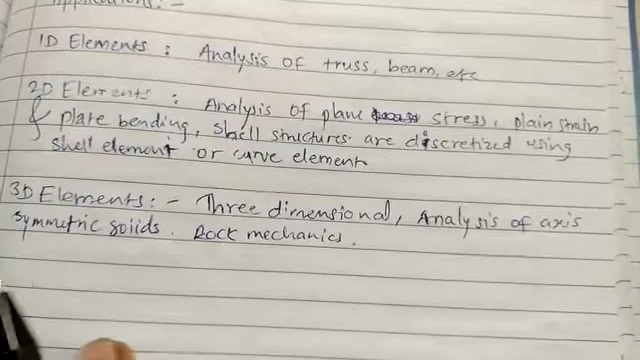 Applications:-
1D Elements : Analysis of truss, beam, etc
2D Elements : Analysis of plane stress, plain strain
& plate bending, shell structures are discretized using
shell element or curve element
3D Elements:- Three dimensional, Analysis of axis
symmetric solids. Rock mechanics.